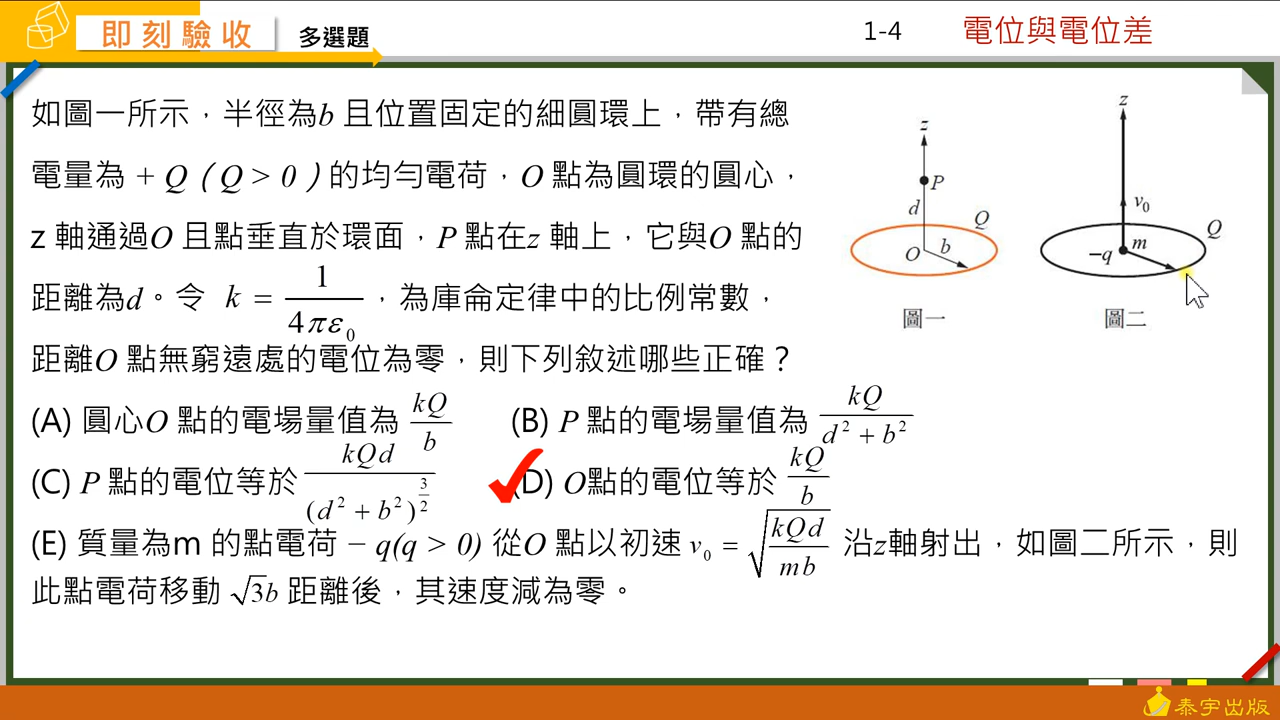 即刻驗收 多選題 1-4 電位與電位差
如圖一所示，半徑為b 且位置固定的細圓環上，帶有總
電量為 + Q ( Q > 0 ) 的均勻電荷，O 點為圓環的圓心，
z 軸通過O 且點垂直於環面，P 點在z 軸上，它與O 點的
距離為d。令 k = 1/(4πε₀)，為庫侖定律中的比例常數，
距離O 點無窮遠處的電位為零，則下列敘述哪些正確？
(A) 圓心O 點的電場量值為 kQ/b (B) P 點的電場量值為 kQ/(d² + b²)
(C) P 點的電位等於 kQd/(d² + b²)^(3/2) (D) O點的電位等於 kQ/b
(E) 質量為m 的點電荷 − q(q > 0) 從O 點以初速 v₀ = √(kQd/mb) 沿z軸射出，如圖二所示，則
此點電荷移動 √3b 距離後，其速度減為零。
z
P
d
Q
O
b
圖一
z
v₀
Q
−q
m
圖二
泰宇出版